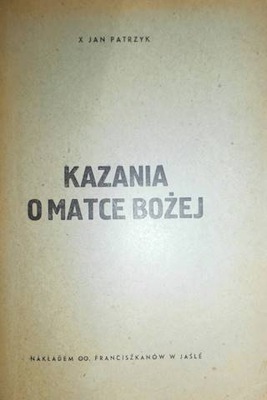 X JAN PATRZYK
KAZANIA
O MATCE BOŻEJ
NAKŁADEM OO. FRANCISZKANÓW W JAŚLE